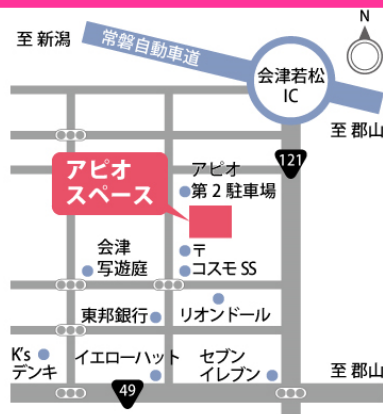 N
至 新潟
常磐自動車道
会津若松
IC
至 郡山
121
アピオ
スペース
アピオ
第2駐車場
会津
写遊庭
〒
コスモSS
東邦銀行
リオンドール
K's
デンキ
イエローハット
セブン
イレブン
至 郡山
49